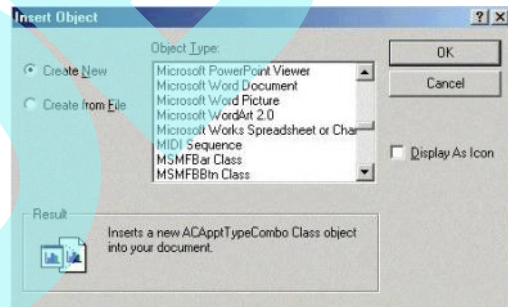 Insert Object
Object Type:
Create New
Create from File
Microsoft PowerPoint Viewer
Microsoft Word Document
Microsoft Word Picture
Microsoft WordArt 2.0
Microsoft Works Spreadsheet or Char
MIDI Sequence
MSMFBar Class
MSMFBBtn Class
OK
Cancel
Display As Icon
Result
Inserts a new ACApptTypeCombo Class object
into your document.